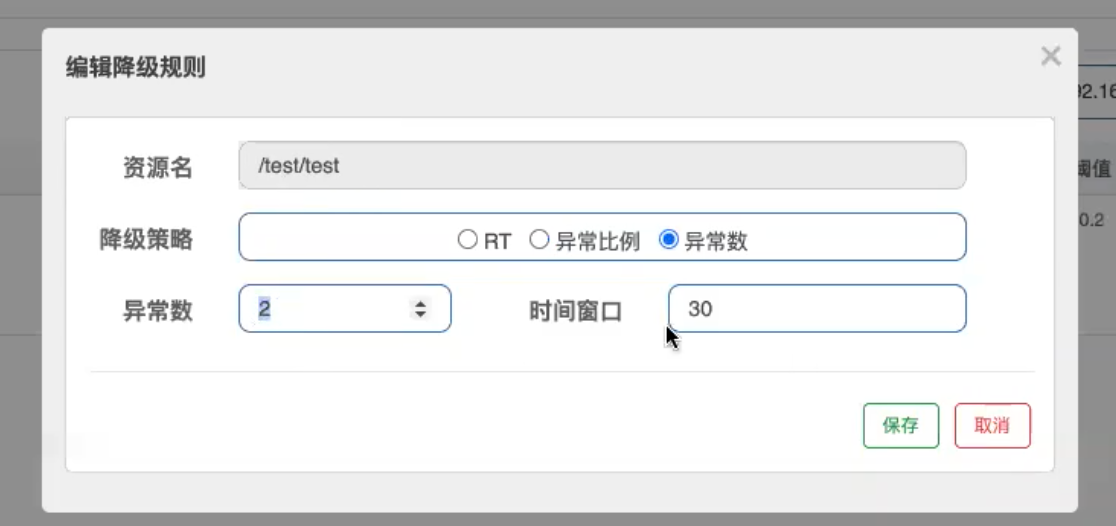 编辑降级规则
×
92.16
资源名 /test/test
阈值
降级策略 RT 异常比例 异常数
0.2
异常数 2 时间窗口 30
保存 取消